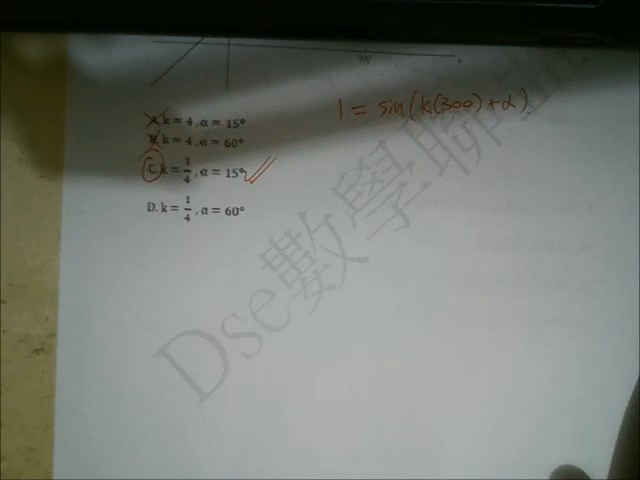 1 = sin(k(300)+α)
A. k = 4 , α = 15°
B. k = 4 , α = 60°
C. k = 1/4 , α = 15°
D. k = 1/4 , α = 60°
Dse數學聯